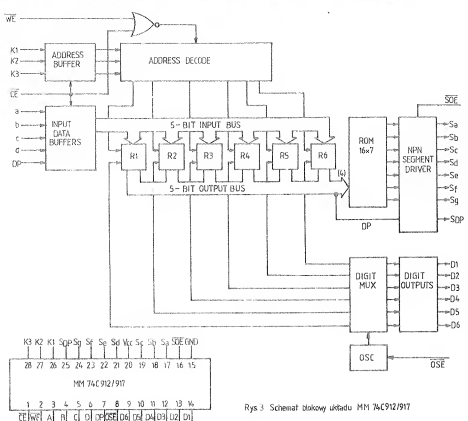 WE
K1
K2
K3
CE
ADDRESS BUFFER
ADDRESS DECODE
a
b
c
d
DP
INPUT DATA BUFFERS
5-BIT INPUT BUS
R1 R2 R3 R4 R5 R6
(4)
5-BIT OUTPUT BUS
ROM 16×7
NPN SEGMENT DRIVER
SOE
Sa
Sb
Sc
Sd
Se
Sf
Sg
SDP
DP
DIGIT MUX
DIGIT OUTPUTS
D1
D2
D3
D4
D5
D6
OSC
OSE
K3 K2 K1 SDP Sg Sf Se Sd Vcc Sc Sb Sa SOE GND
28 27 26 25 24 23 22 21 20 19 18 17 16 15
MM 74C912/917
1 2 3 4 5 6 7 8 9 10 11 12 13 14
CE WE A B C D DP OSE D6 D5 D4 D3 D2 D1
Rys 3 Schemat blokowy układu MM 74C912/917